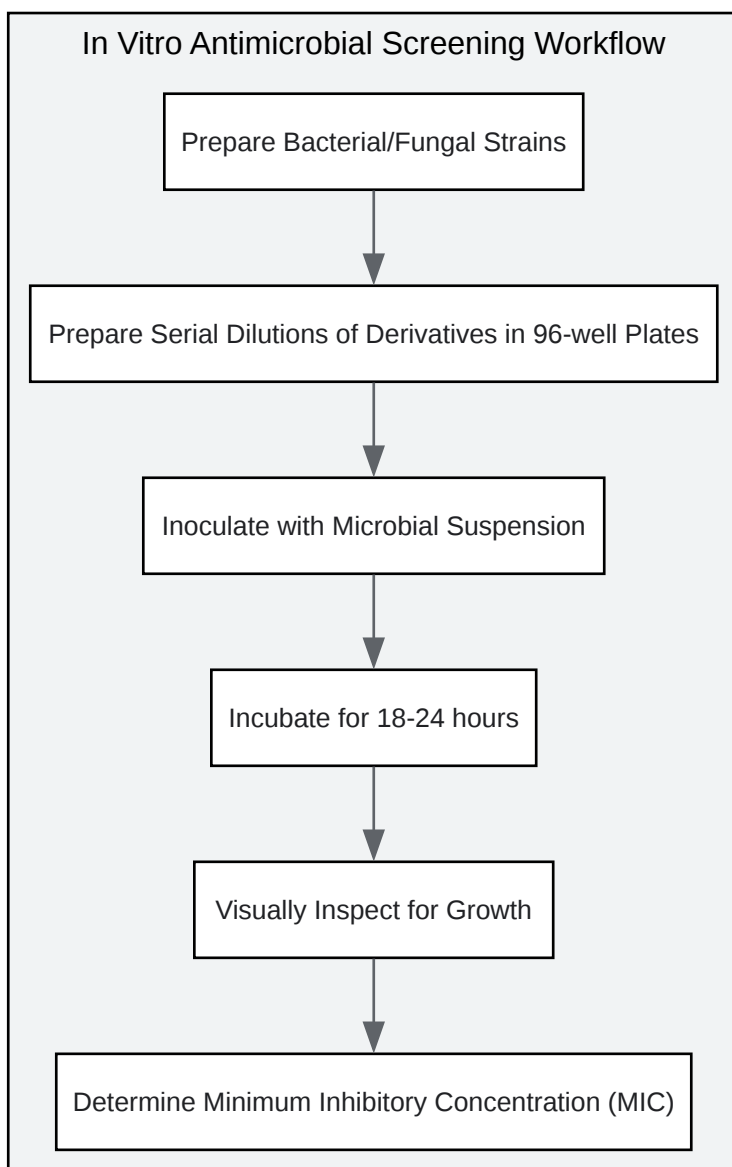 In Vitro Antimicrobial Screening Workflow
Prepare Bacterial/Fungal Strains
Prepare Serial Dilutions of Derivatives in 96-well Plates
Inoculate with Microbial Suspension
Incubate for 18-24 hours
Visually Inspect for Growth
Determine Minimum Inhibitory Concentration (MIC)